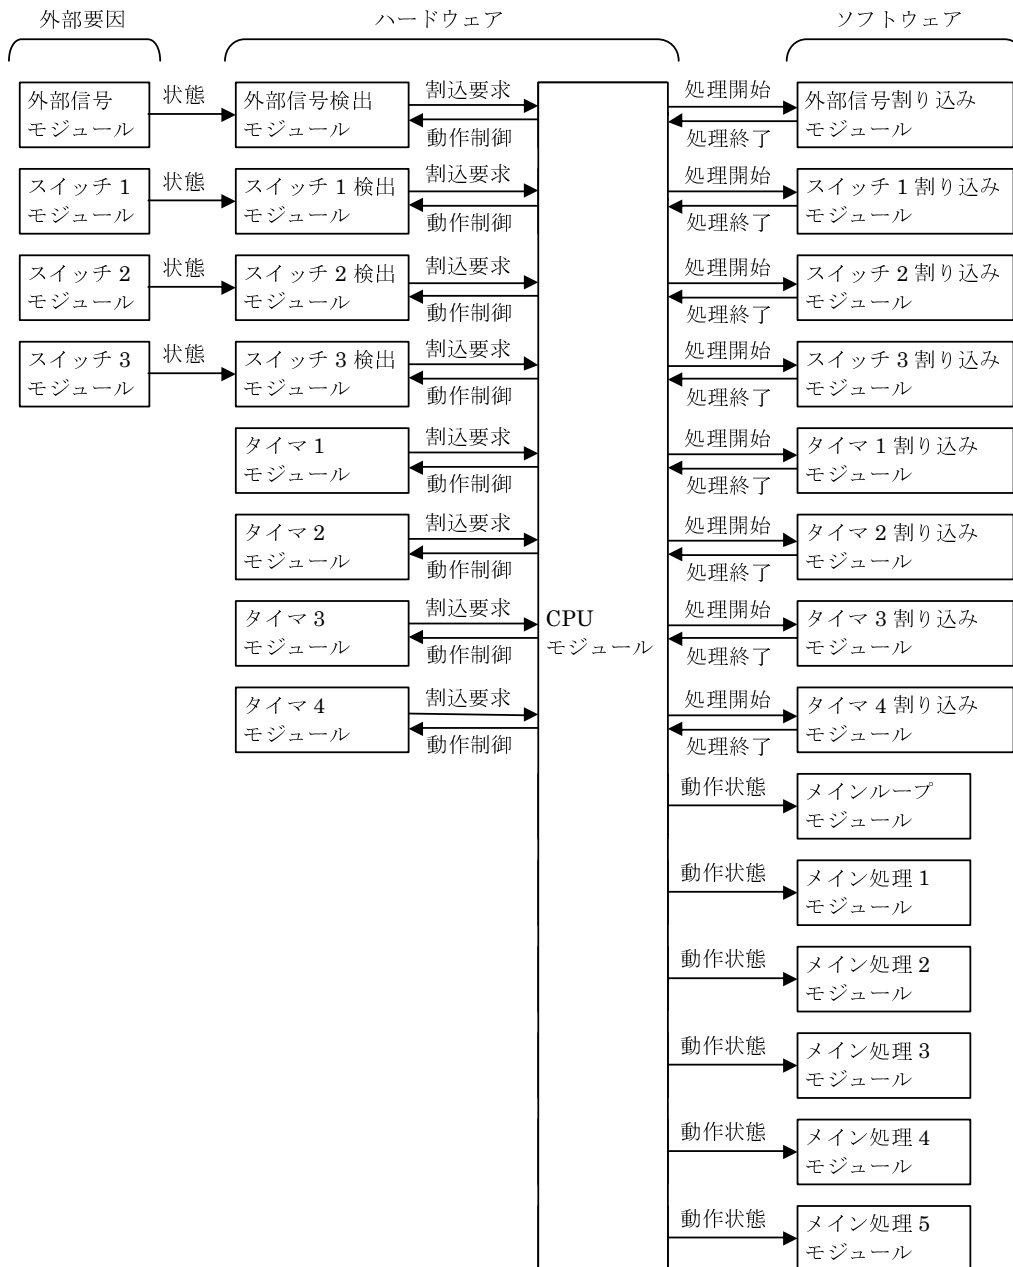 外部要因
ハードウェア
ソフトウェア
外部信号
モジュール
状態
外部信号検出
モジュール
割込要求
動作制御
処理開始
処理終了
外部信号割り込み
モジュール
スイッチ 1
モジュール
状態
スイッチ 1 検出
モジュール
割込要求
動作制御
処理開始
処理終了
スイッチ 1 割り込み
モジュール
スイッチ 2
モジュール
状態
スイッチ 2 検出
モジュール
割込要求
動作制御
処理開始
処理終了
スイッチ 2 割り込み
モジュール
スイッチ 3
モジュール
状態
スイッチ 3 検出
モジュール
割込要求
動作制御
処理開始
処理終了
スイッチ 3 割り込み
モジュール
タイマ 1
モジュール
割込要求
動作制御
処理開始
処理終了
タイマ 1 割り込み
モジュール
タイマ 2
モジュール
割込要求
動作制御
処理開始
処理終了
タイマ 2 割り込み
モジュール
タイマ 3
モジュール
割込要求
動作制御
CPU
モジュール
処理開始
処理終了
タイマ 3 割り込み
モジュール
タイマ 4
モジュール
割込要求
動作制御
処理開始
処理終了
タイマ 4 割り込み
モジュール
動作状態
メインループ
モジュール
動作状態
メイン処理 1
モジュール
動作状態
メイン処理 2
モジュール
動作状態
メイン処理 3
モジュール
動作状態
メイン処理 4
モジュール
動作状態
メイン処理 5
モジュール